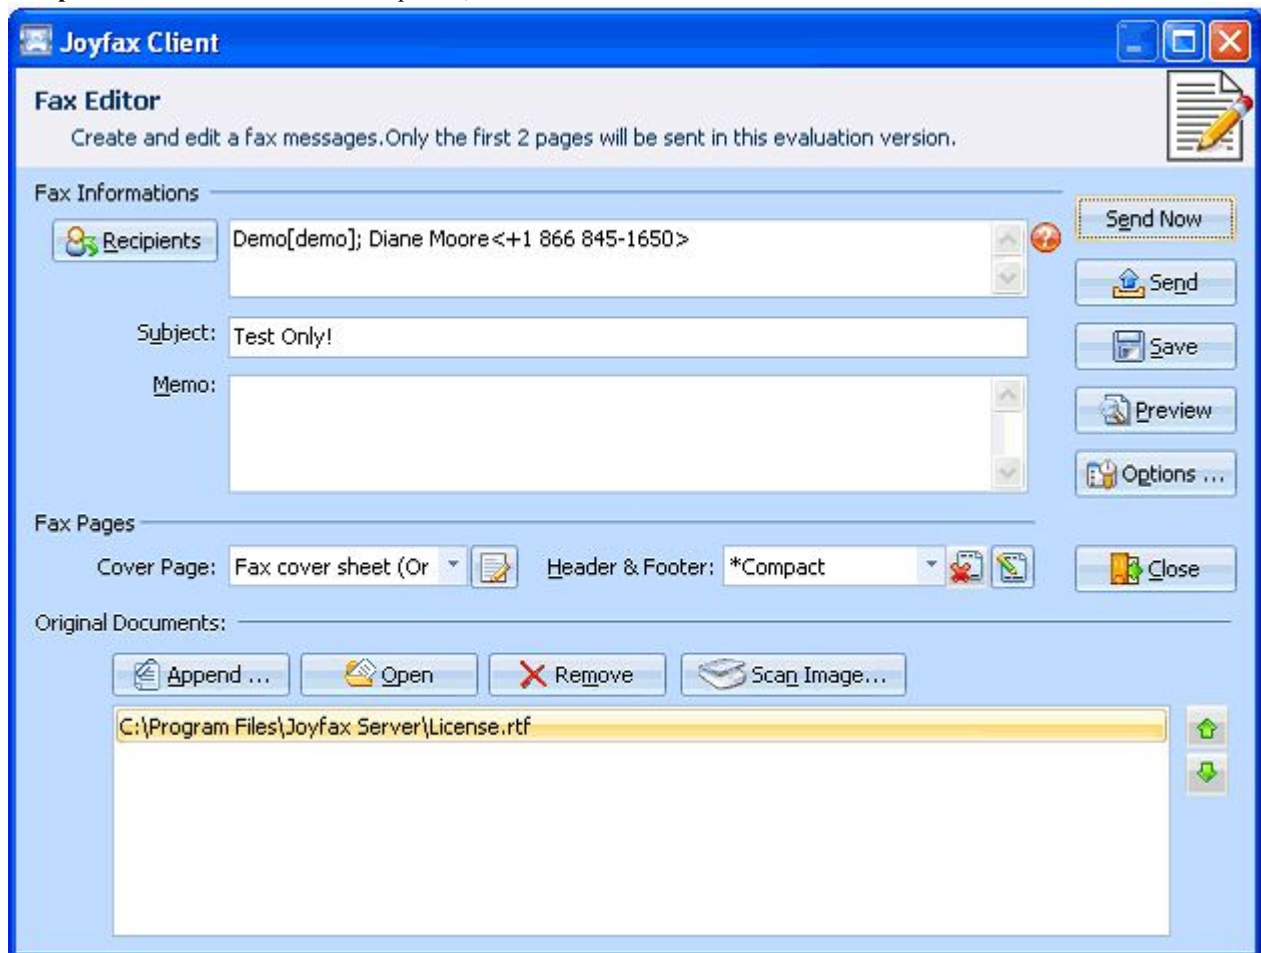 Joyfax Client
Fax Editor
Create and edit a fax messages.Only the first 2 pages will be sent in this evaluation version.
Fax Informations
Recipients
Demo[demo]; Diane Moore<+1 866 845-1650>
Send Now
Send
Subject:
Test Only!
Save
Memo:
Preview
Options ...
Fax Pages
Cover Page:
Fax cover sheet (Or
Header & Footer:
*Compact
Close
Original Documents:
Append ...
Open
Remove
Scan Image...
C:\Program Files\Joyfax Server\License.rtf